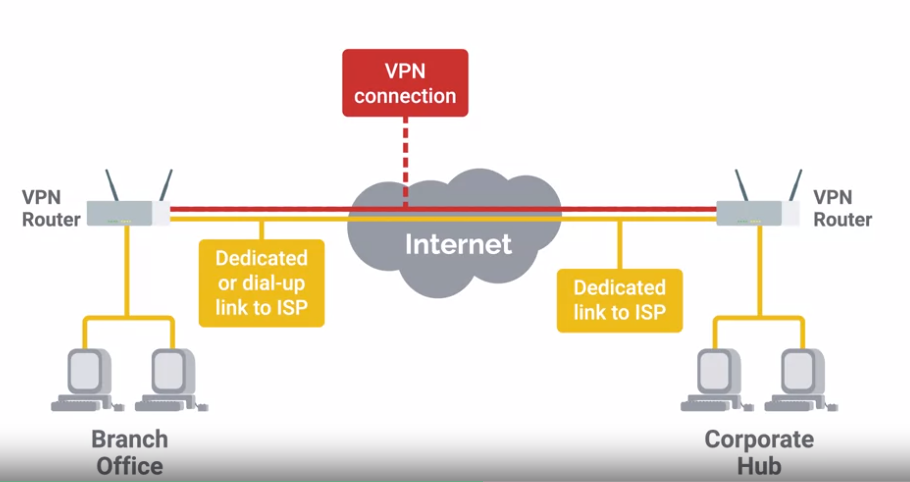 VPN
connection
VPN
Router
VPN
Router
Internet
Dedicated
or dial-up
link to ISP
Dedicated
link to ISP
Branch
Office
Corporate
Hub